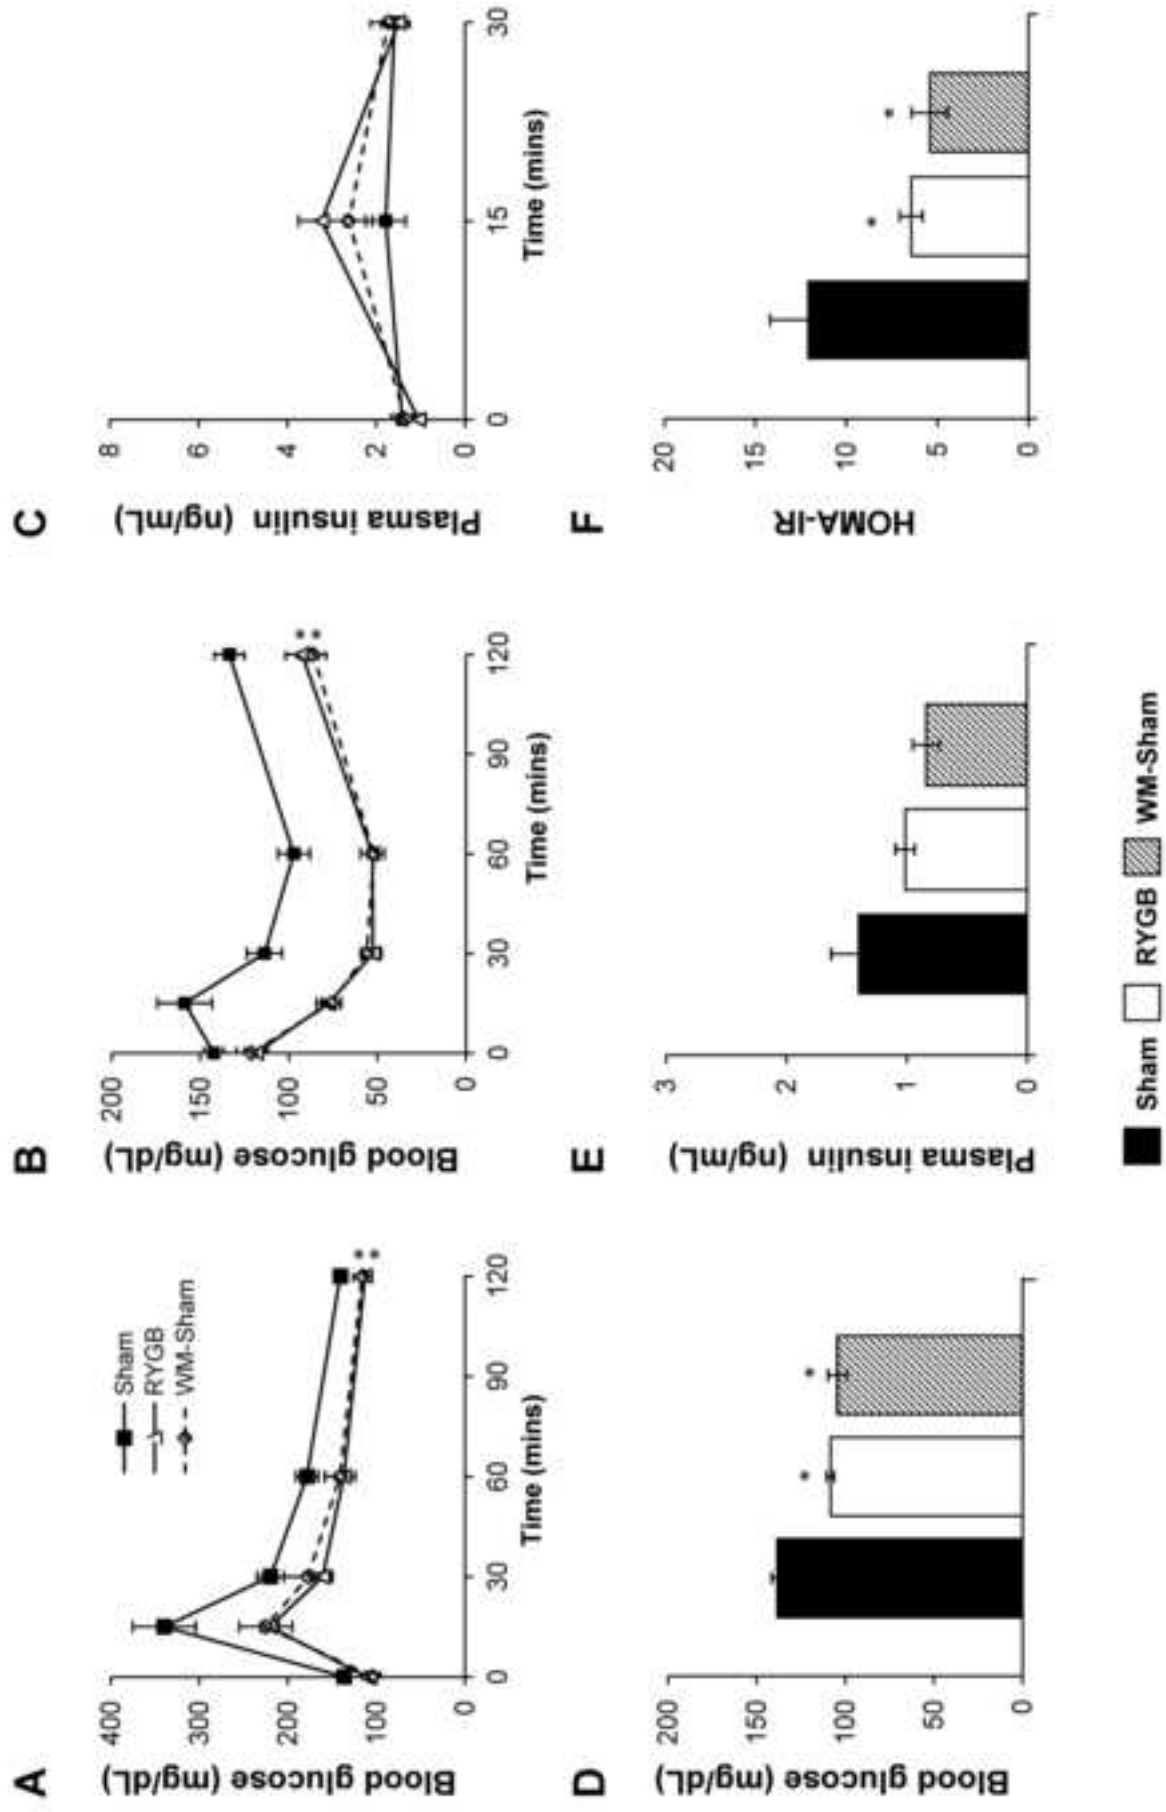 A
Blood glucose (mg/dL)
400
300
200
100
0
0 30 60 90 120
Time (mins)
Sham
RYGB
WM-Sham
* *
B
Blood glucose (mg/dL)
200
150
100
50
0
0 30 60 90 120
Time (mins)
* *
C
Plasma insulin (ng/mL)
8
6
4
2
0
0 15 30
Time (mins)
D
Blood glucose (mg/dL)
200
150
100
50
0
* *
E
Plasma insulin (ng/mL)
3
2
1
0
F
HOMA-IR
20
15
10
5
0
* *
Sham RYGB WM-Sham